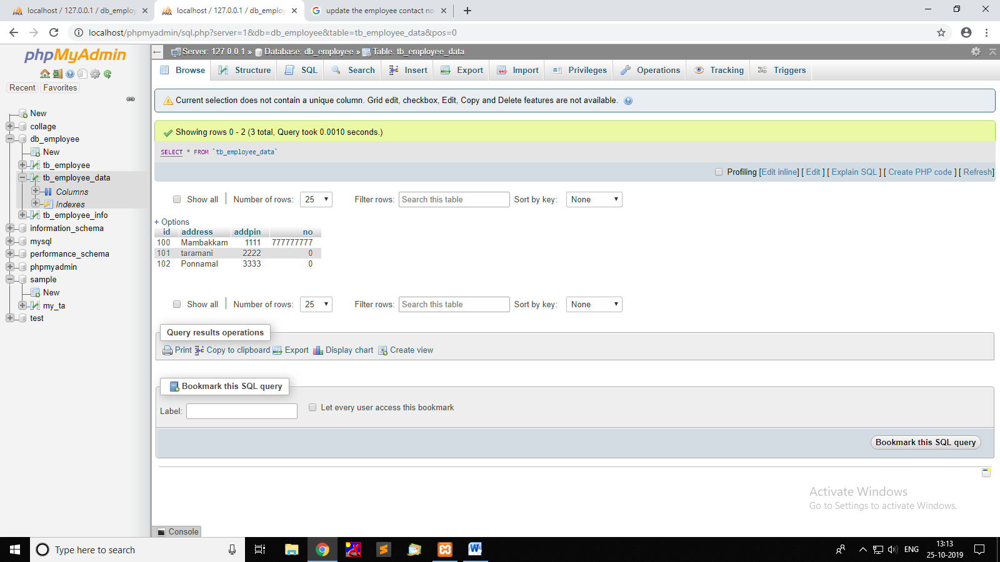 localhost / 127.0.0.1 / db_employ
localhost / 127.0.0.1 / db_employ
update the employee contact no
localhost/phpmyadmin/sql.php?server=1&db=db_employee&table=tb_employee_data&pos=0
phpMyAdmin
Recent Favorites
New
collage
db_employee
New
tb_employee
tb_employee_data
Columns
Indexes
tb_employee_info
information_schema
mysql
performance_schema
phpmyadmin
sample
New
my_ta
test
Server: 127.0.0.1 » Database: db_employee » Table: tb_employee_data
Browse Structure SQL Search Insert Export Import Privileges Operations Tracking Triggers
Current selection does not contain a unique column. Grid edit, checkbox, Edit, Copy and Delete features are not available.
Showing rows 0 - 2 (3 total, Query took 0.0010 seconds.)
SELECT * FROM `tb_employee_data`
Profiling [Edit inline] [ Edit ] [ Explain SQL ] [ Create PHP code ] [ Refresh]
Show all | Number of rows: 25 Filter rows: Search this table Sort by key: None
+ Options
id address addpin no
100 Mambakkam 1111 777777777
101 taramani 2222 0
102 Ponnamal 3333 0
Show all | Number of rows: 25 Filter rows: Search this table Sort by key: None
Query results operations
Print Copy to clipboard Export Display chart Create view
Bookmark this SQL query
Label: Let every user access this bookmark
Bookmark this SQL query
Activate Windows
Go to Settings to activate Windows.
Console
Type here to search
ENG
13:13
25-10-2019